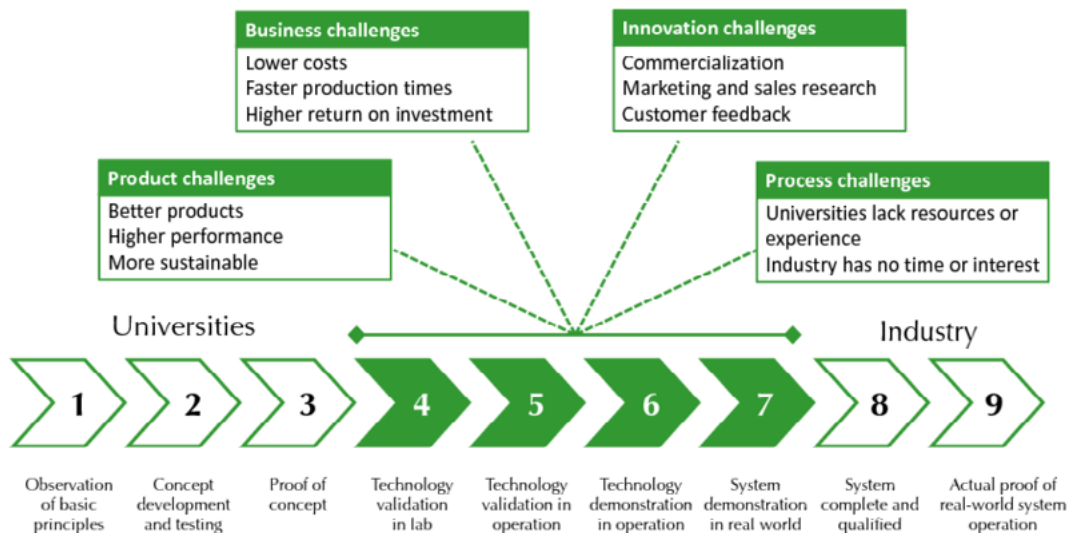 Business challenges
Lower costs
Faster production times
Higher return on investment
Innovation challenges
Commercialization
Marketing and sales research
Customer feedback
Product challenges
Better products
Higher performance
More sustainable
Process challenges
Universities lack resources or
experience
Industry has no time or interest
Universities
Industry
1
2
3
4
5
6
7
8
9
Observation
of basic
principles
Concept
development
and testing
Proof of
concept
Technology
validation
in lab
Technology
validation in
operation
Technology
demonstration
in operation
System
demonstration
in real world
System
complete and
qualified
Actual proof of
real-world system
operation